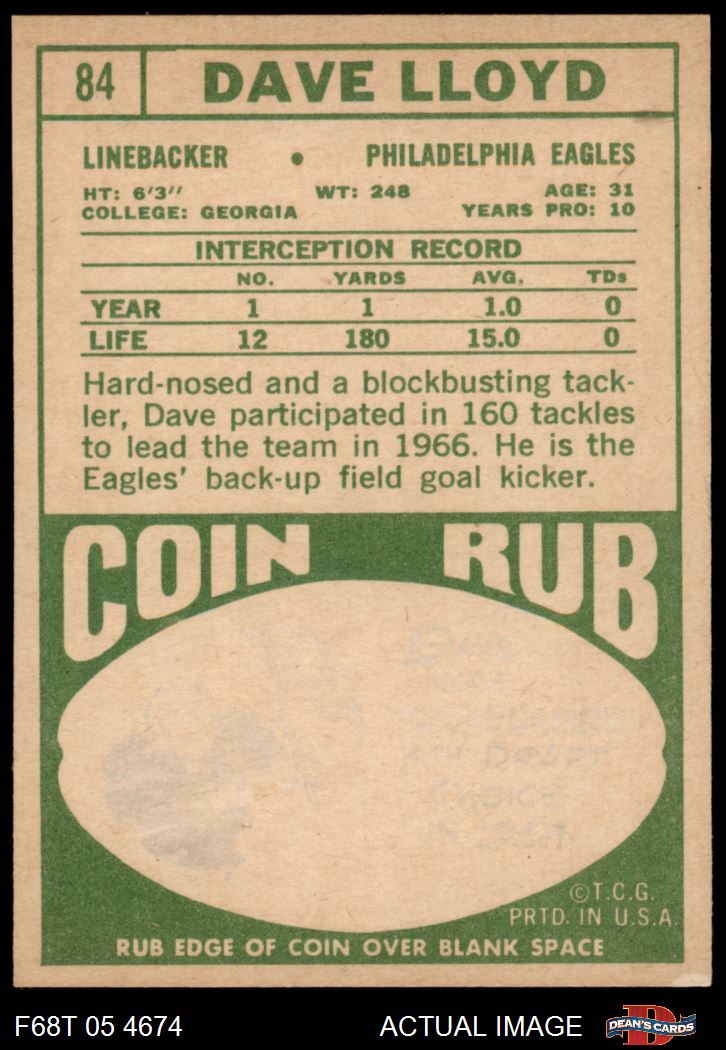 84 DAVE LLOYD
LINEBACKER • PHILADELPHIA EAGLES
HT: 6'3" WT: 248 AGE: 31
COLLEGE: GEORGIA YEARS PRO: 10
INTERCEPTION RECORD
NO. YARDS AVG. TDs
YEAR 1 1 1.0 0
LIFE 12 180 15.0 0
Hard-nosed and a blockbusting tack-
ler, Dave participated in 160 tackles
to lead the team in 1966. He is the
Eagles' back-up field goal kicker.
COIN RUB
DRAFT
CHOICE
©T.C.G.
PRTD. IN U.S.A.
RUB EDGE OF COIN OVER BLANK SPACE
F68T 05 4674 ACTUAL IMAGE DEAN'S CARDS